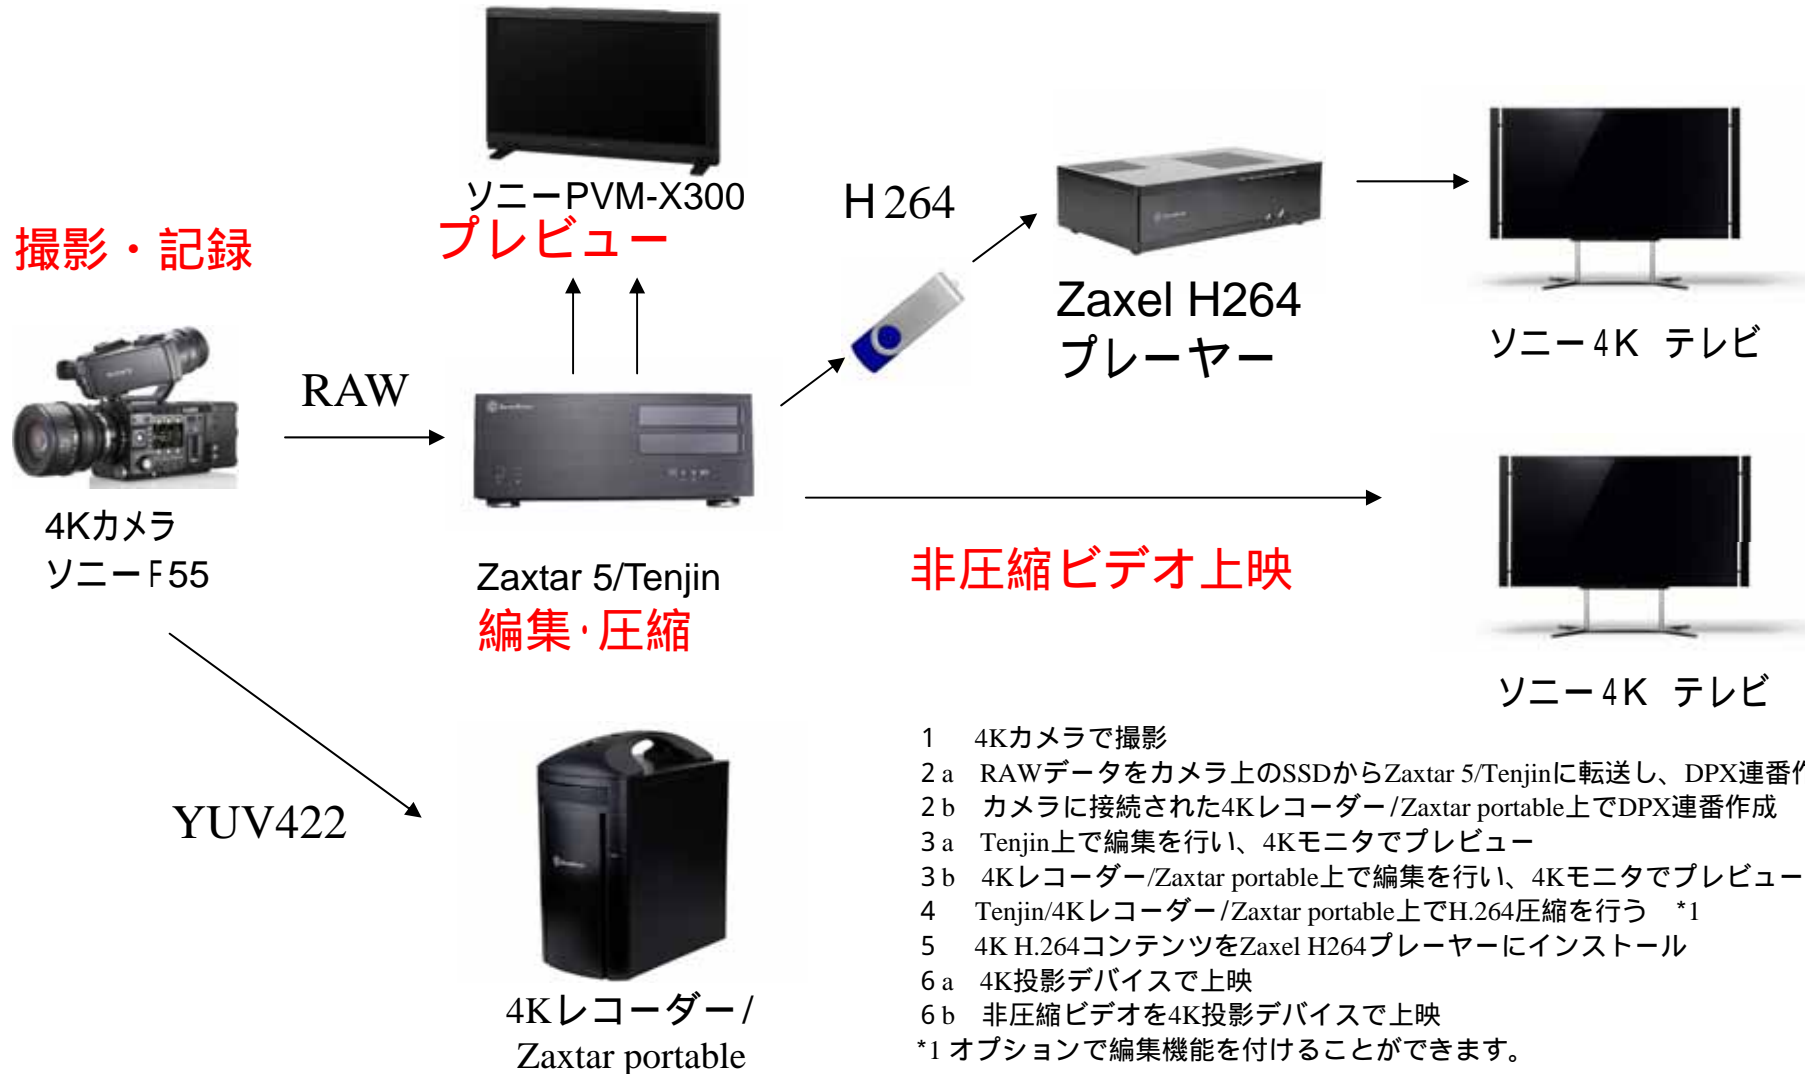 ソニーPVM-X300
プレビュー
撮影・記録
RAW
4Kカメラ
ソニーF55
Zaxtar 5/Tenjin
編集・圧縮
H264
Zaxel H264
プレーヤー
ソニー4K テレビ
非圧縮ビデオ上映
ソニー4K テレビ
YUV422
4Kレコーダー/
Zaxtar portable
1 4Kカメラで撮影
2a RAWデータをカメラ上のSSDからZaxtar 5/Tenjinに転送し、DPX連番
2b カメラに接続された4Kレコーダー/Zaxtar portable上でDPX連番作成
3a Tenjin上で編集を行い、4Kモニタでプレビュー
3b 4Kレコーダー/Zaxtar portable上で編集を行い、4Kモニタでプレビュー
4 Tenjin/4Kレコーダー/Zaxtar portable上でH.264圧縮を行う *1
5 4K H.264コンテンツをZaxel H264プレーヤーにインストール
6a 4K投影デバイスで上映
6b 非圧縮ビデオを4K投影デバイスで上映
*1 オプションで編集機能を付けることができます。